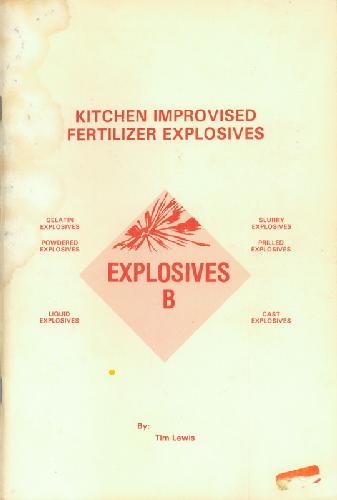 KITCHEN IMPROVISED
FERTILIZER EXPLOSIVES
GELATIN
EXPLOSIVES
SLURRY
EXPLOSIVES
POWDERED
EXPLOSIVES
PRILLED
EXPLOSIVES
EXPLOSIVES
B
LIQUID
EXPLOSIVES
CAST
EXPLOSIVES
By:
Tim Lewis